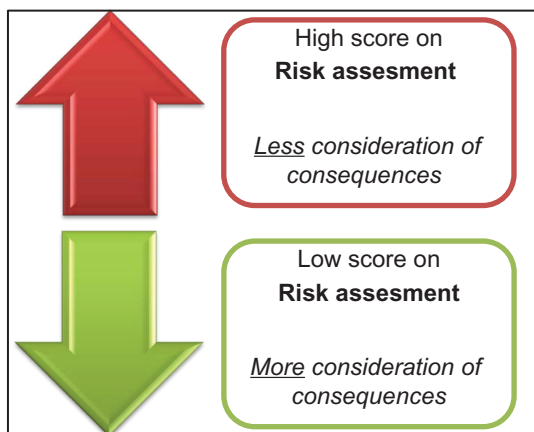 High score on
Risk assesment
Less consideration of
consequences
Low score on
Risk assesment
More consideration of
consequences